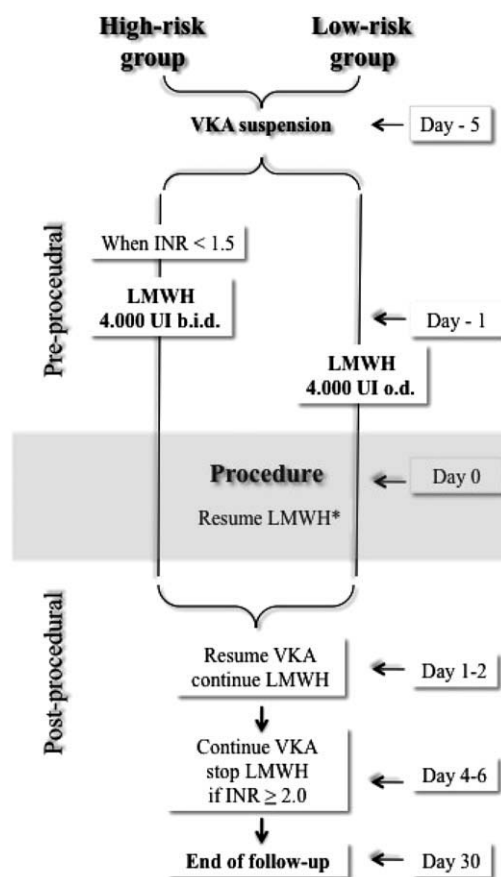 High-risk group
Low-risk group
VKA suspension
Day - 5
Pre-proceudral
When INR < 1.5
LMWH
4.000 UI b.i.d.
Day - 1
LMWH
4.000 UI o.d.
Procedure
Day 0
Resume LMWH*
Post-procedural
Resume VKA
continue LMWH
Day 1-2
Continue VKA
stop LMWH
if INR ≥ 2.0
Day 4-6
End of follow-up
Day 30